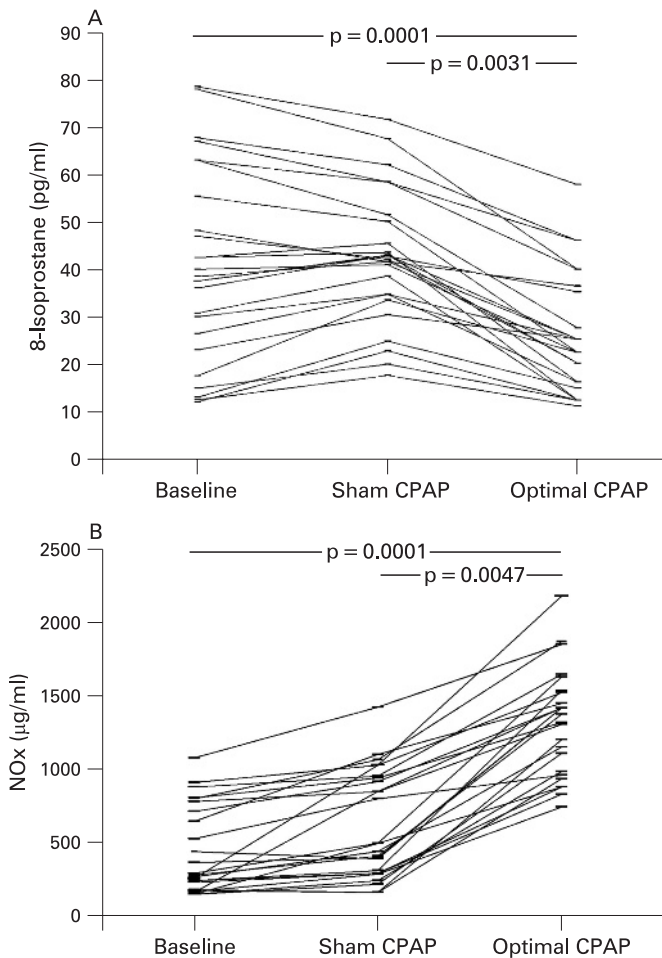 A
90
80
70
60
50
40
30
20
10
0
8-Isoprostane (pg/ml)
p = 0.0001
p = 0.0031
Baseline Sham CPAP Optimal CPAP
B
2500
2000
1500
1000
500
0
NOx (μg/ml)
p = 0.0001
p = 0.0047
Baseline Sham CPAP Optimal CPAP